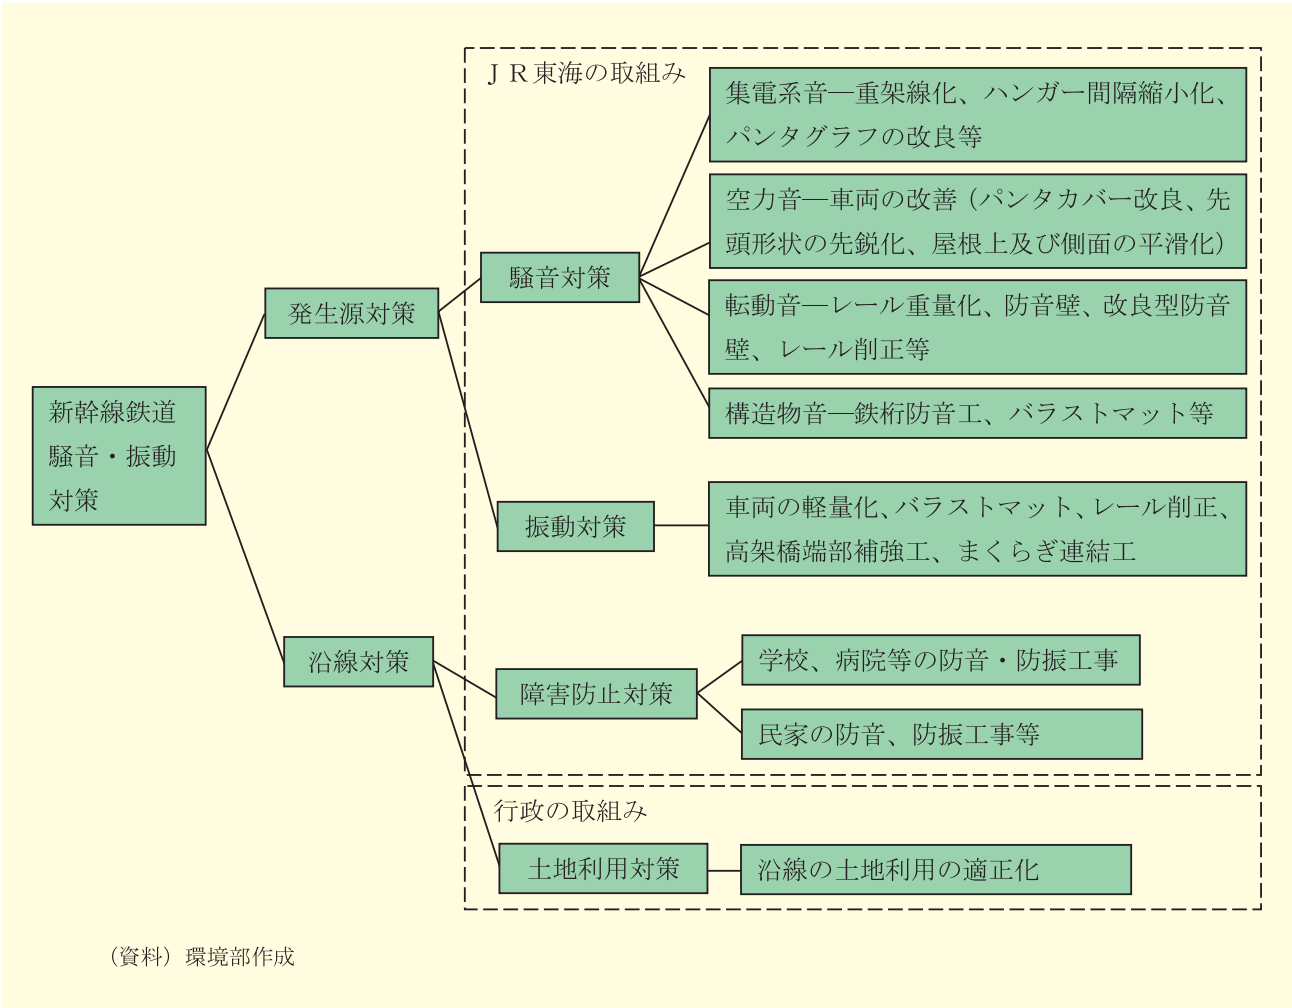 ＪＲ東海の取組み
集電系音―重架線化、ハンガー間隔縮小化、
パンタグラフの改良等
空力音―車両の改善（パンタカバー改良、先
頭形状の先鋭化、屋根上及び側面の平滑化）
騒音対策
発生源対策
転動音―レール重量化、防音壁、改良型防音
壁、レール削正等
新幹線鉄道
騒音・振動
対策
構造物音―鉄桁防音工、バラストマット等
振動対策
車両の軽量化、バラストマット、レール削正、
高架橋端部補強工、まくらぎ連結工
沿線対策
障害防止対策
学校、病院等の防音・防振工事
民家の防音、防振工事等
行政の取組み
土地利用対策
沿線の土地利用の適正化
（資料）環境部作成